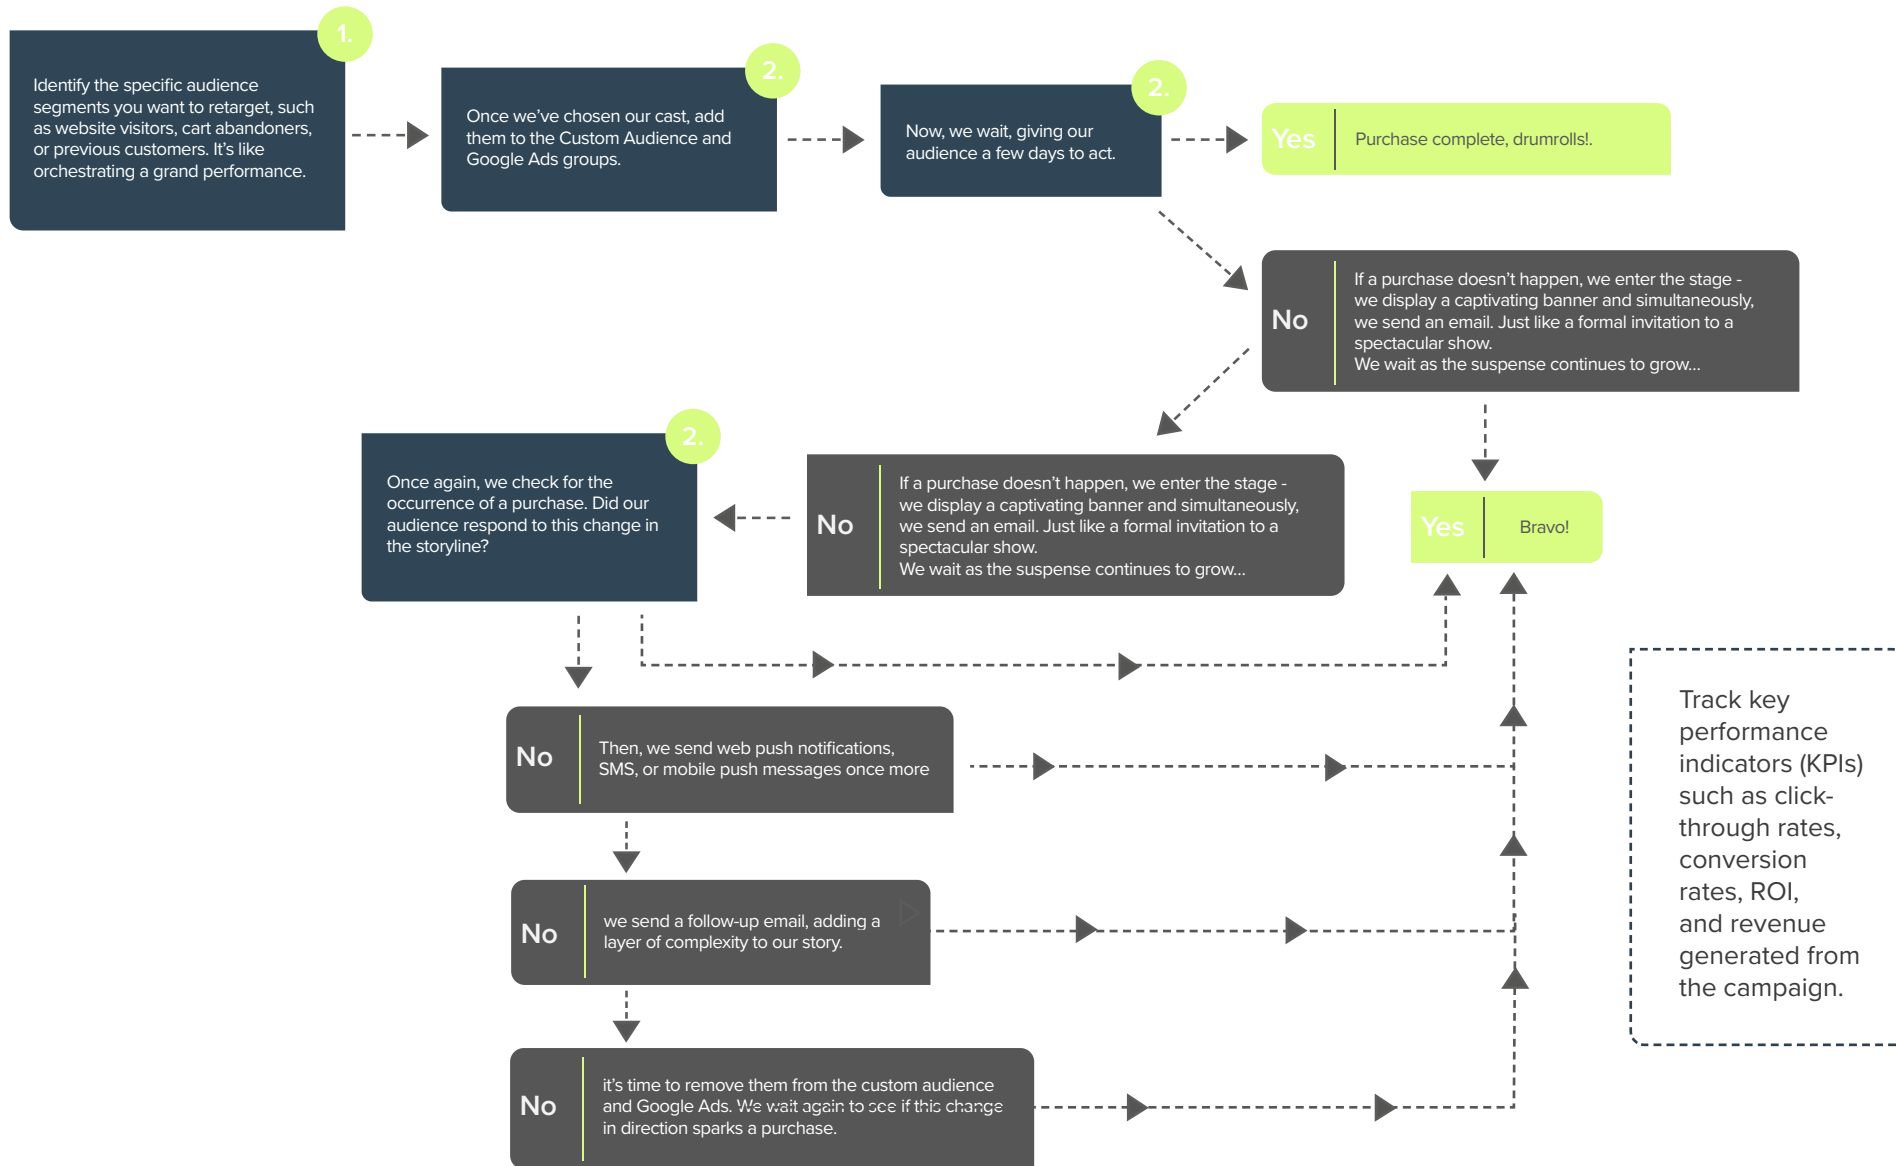 1.
Identify the specific audience
segments you want to retarget, such
as website visitors, cart abandoners,
or previous customers. It's like
orchestrating a grand performance.
2.
Once we've chosen our cast, add
them to the Custom Audience and
Google Ads groups.
2.
Now, we wait, giving our
audience a few days to act.
Yes
Purchase complete, drumrolls!.
No
If a purchase doesn't happen, we enter the stage -
we display a captivating banner and simultaneously,
we send an email. Just like a formal invitation to a
spectacular show.
We wait as the suspense continues to grow...
2.
Once again, we check for the
occurrence of a purchase. Did our
audience respond to this change in
the storyline?
No
If a purchase doesn't happen, we enter the stage -
we display a captivating banner and simultaneously,
we send an email. Just like a formal invitation to a
spectacular show.
We wait as the suspense continues to grow...
Yes
Bravo!
No
Then, we send web push notifications,
SMS, or mobile push messages once more
No
we send a follow-up email, adding a
layer of complexity to our story.
No
it's time to remove them from the custom audience
and Google Ads. We wait again to see if this change
in direction sparks a purchase.
Track key
performance
indicators (KPIs)
such as click-
through rates,
conversion
rates, ROI,
and revenue
generated from
the campaign.